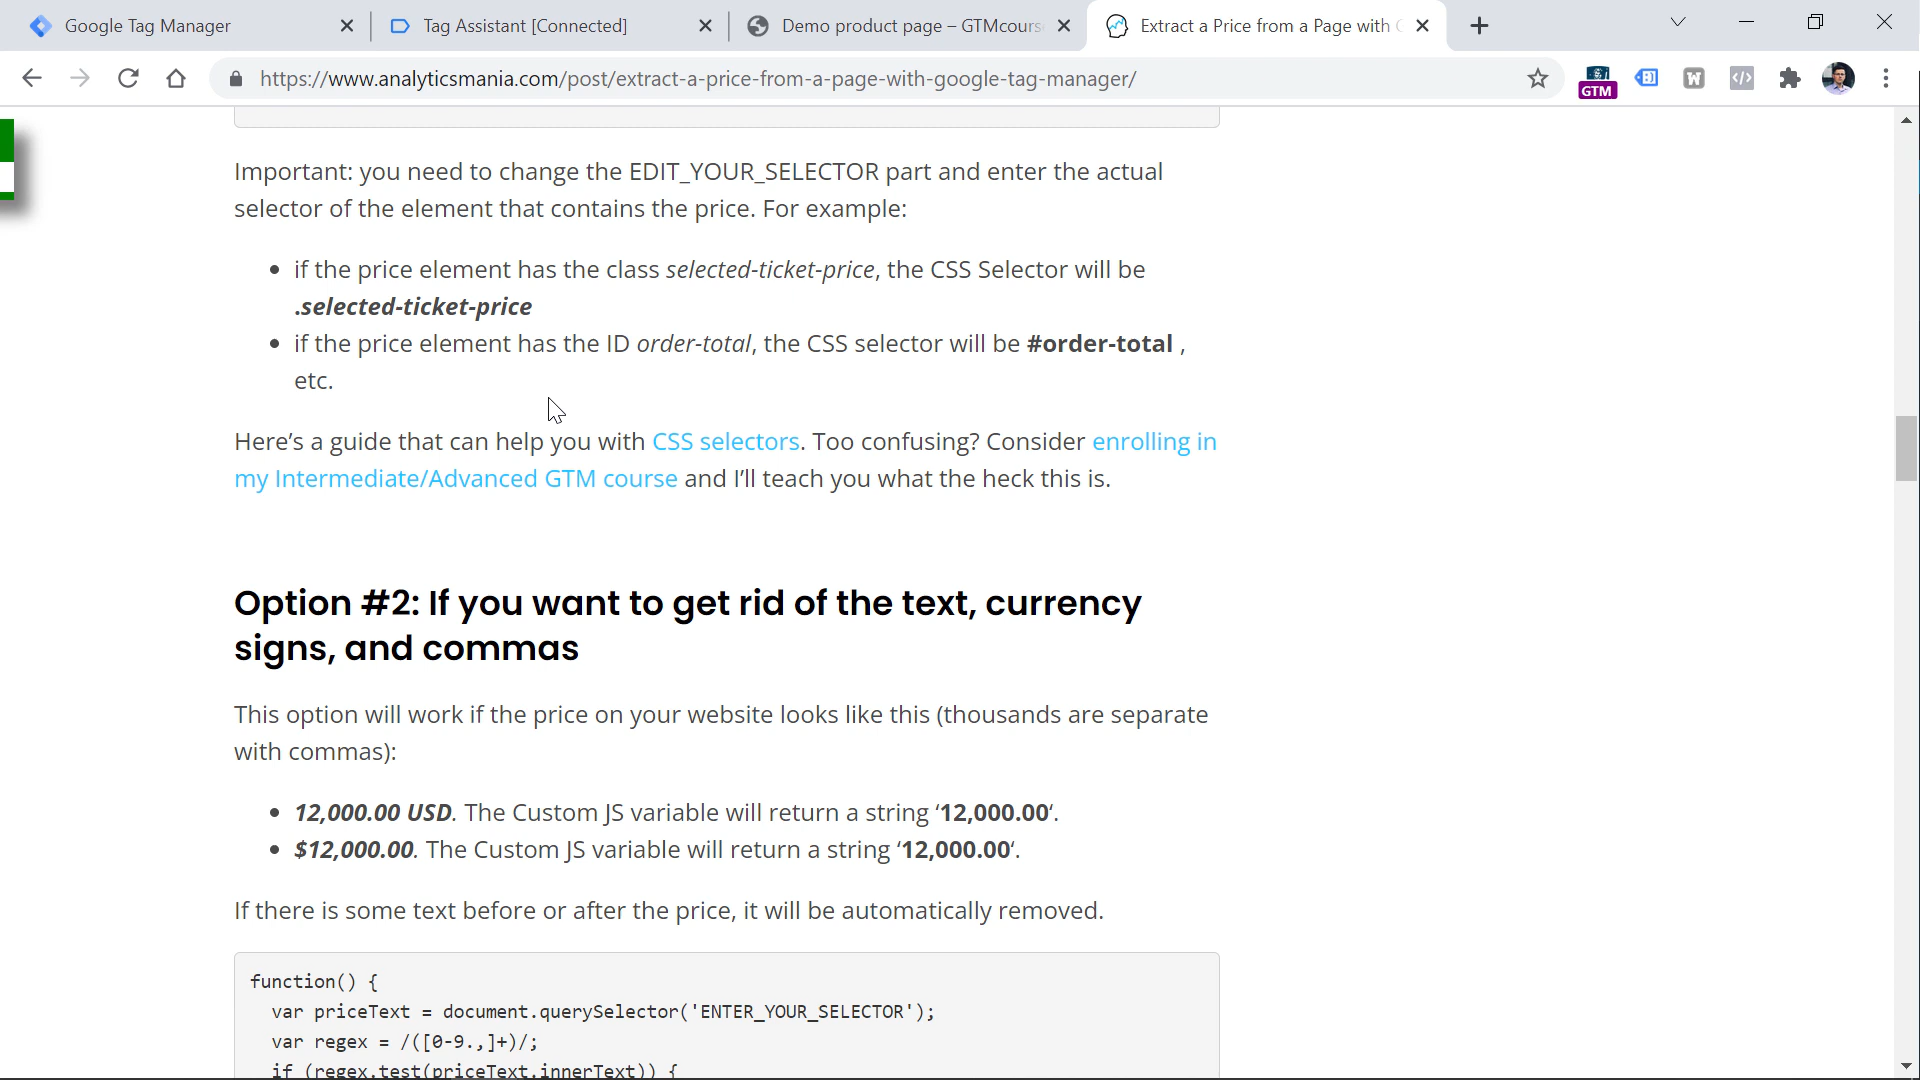 Google Tag Manager
Tag Assistant [Connected]
Demo product page – GTMcours
Extract a Price from a Page with G
https://www.analyticsmania.com/post/extract-a-price-from-a-page-with-google-tag-manager/
GTM
Important: you need to change the EDIT_YOUR_SELECTOR part and enter the actual
selector of the element that contains the price. For example:
• if the price element has the class selected-ticket-price, the CSS Selector will be
.selected-ticket-price
• if the price element has the ID order-total, the CSS selector will be #order-total ,
etc.
Here’s a guide that can help you with CSS selectors. Too confusing? Consider enrolling in
my Intermediate/Advanced GTM course and I’ll teach you what the heck this is.
Option #2: If you want to get rid of the text, currency
signs, and commas
This option will work if the price on your website looks like this (thousands are separate
with commas):
• 12,000.00 USD. The Custom JS variable will return a string ‘12,000.00‘.
• $12,000.00. The Custom JS variable will return a string ‘12,000.00‘.
If there is some text before or after the price, it will be automatically removed.
function() {
var priceText = document.querySelector('ENTER_YOUR_SELECTOR');
var regex = /([0-9.,]+)/;
if (regex.test(priceText.innerText)) {